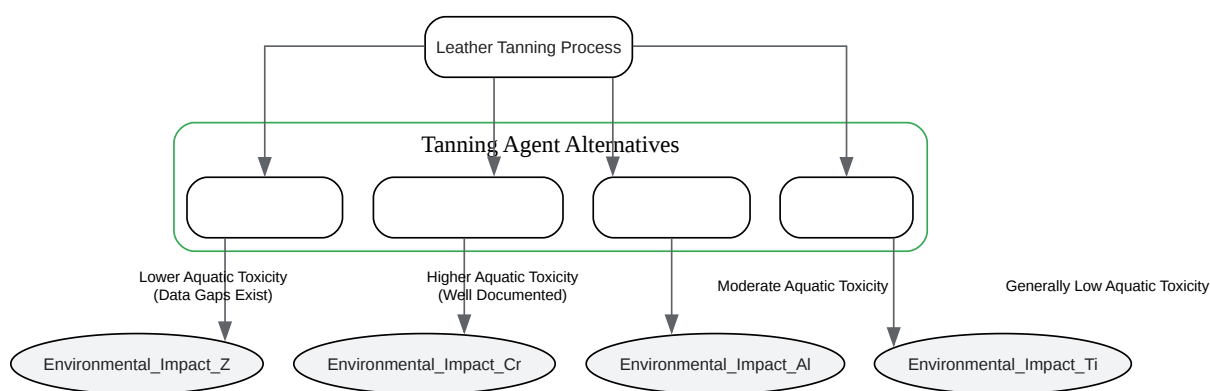 Leather Tanning Process
Tanning Agent Alternatives
Lower Aquatic Toxicity
(Data Gaps Exist)
Higher Aquatic Toxicity
(Well Documented)
Moderate Aquatic Toxicity
Generally Low Aquatic Toxicity
Environmental_Impact_Z
Environmental_Impact_Cr
Environmental_Impact_Al
Environmental_Impact_Ti